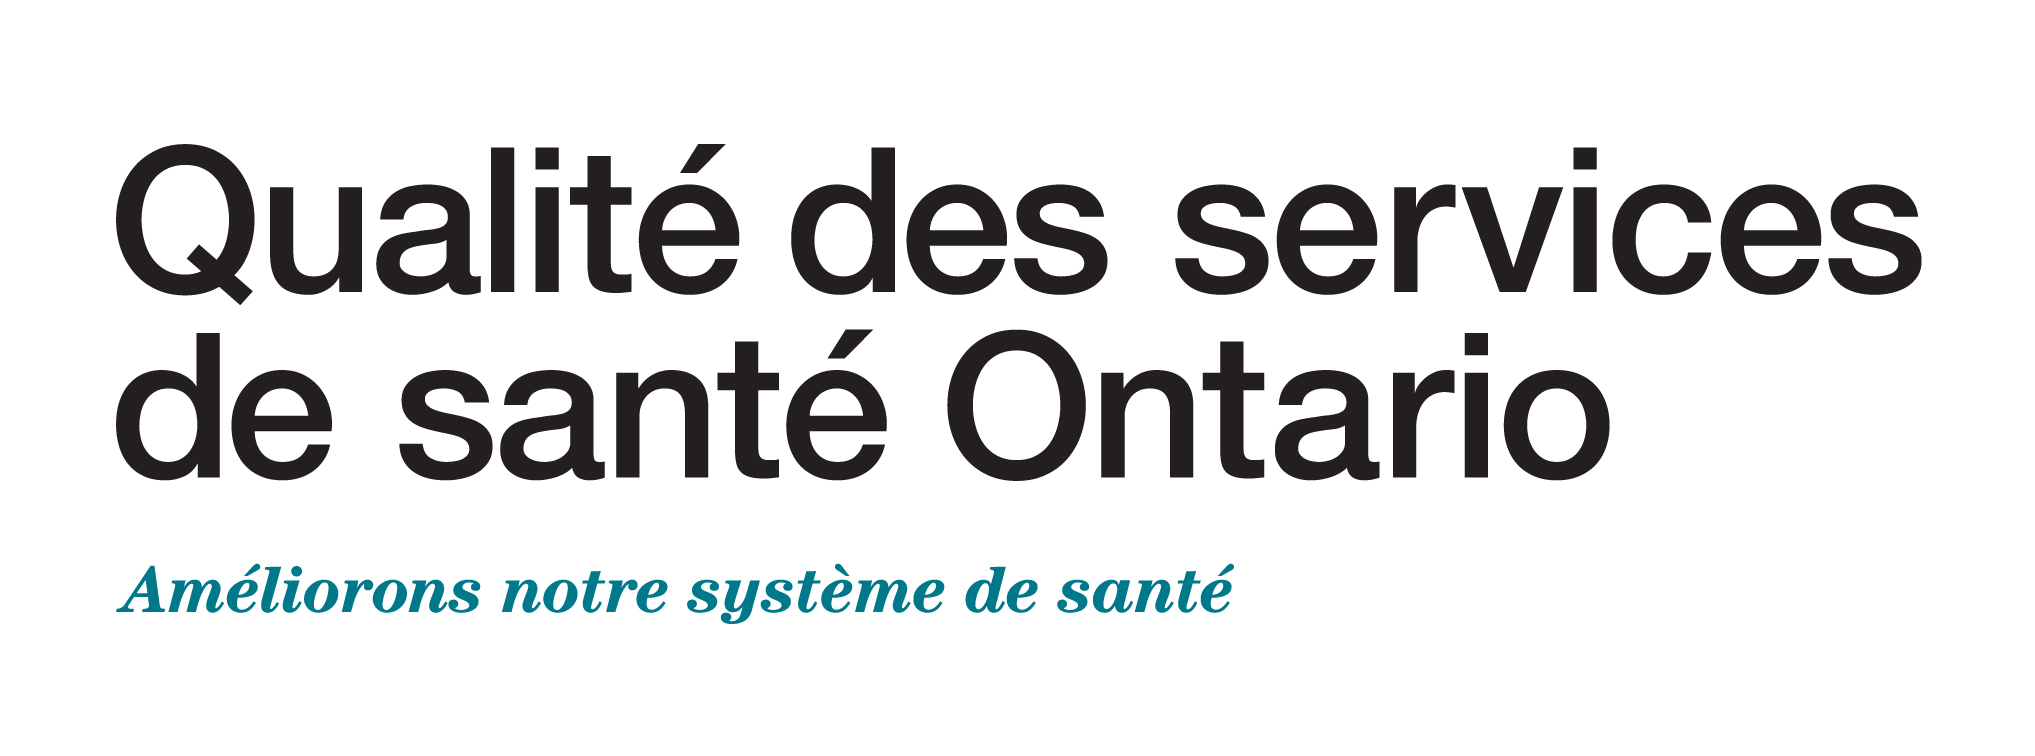 Qualité des services
de santé Ontario
Améliorons notre système de santé